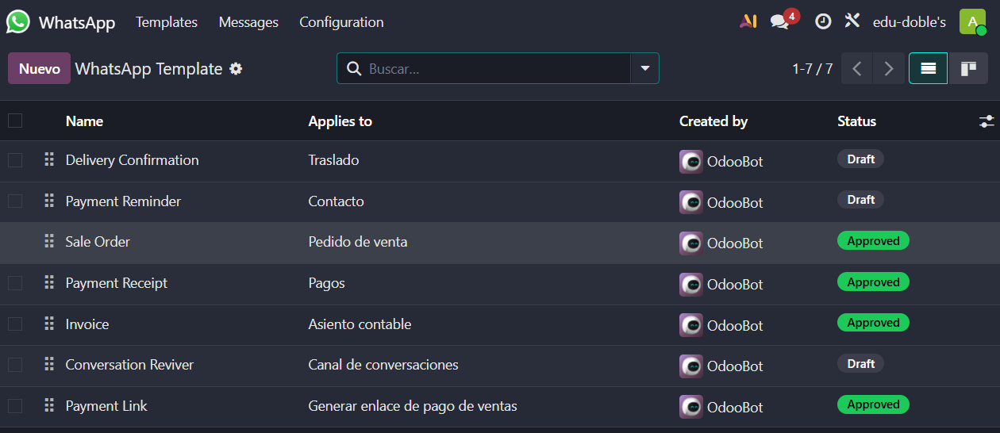 WhatsApp Templates Messages Configuration AI 4 edu-doble's A
Nuevo WhatsApp Template Buscar... 1-7 / 7
Name Applies to Created by Status
Delivery Confirmation Traslado OdooBot Draft
Payment Reminder Contacto OdooBot Draft
Sale Order Pedido de venta OdooBot Approved
Payment Receipt Pagos OdooBot Approved
Invoice Asiento contable OdooBot Approved
Conversation Reviver Canal de conversaciones OdooBot Draft
Payment Link Generar enlace de pago de ventas OdooBot Approved